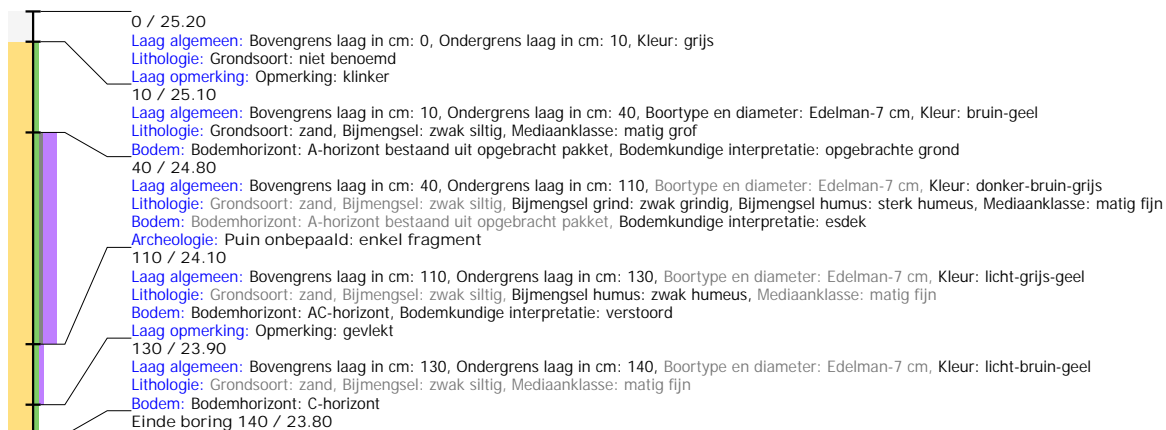 0 / 25.20
Laag algemeen: Bovengrens laag in cm: 0, Ondergrens laag in cm: 10, Kleur: grijs
Lithologie: Grondsoort: niet benoemd
Laag opmerking: Opmerking: klinker
10 / 25.10
Laag algemeen: Bovengrens laag in cm: 10, Ondergrens laag in cm: 40, Boortype en diameter: Edelman-7 cm, Kleur: bruin-geel
Lithologie: Grondsoort: zand, Bijmengsel: zwak siltig, Mediaanklasse: matig grof
Bodem: Bodemhorizont: A-horizont bestaand uit opgebracht pakket, Bodemkundige interpretatie: opgebrachte grond
40 / 24.80
Laag algemeen: Bovengrens laag in cm: 40, Ondergrens laag in cm: 110, Boortype en diameter: Edelman-7 cm, Kleur: donker-bruin-grijs
Lithologie: Grondsoort: zand, Bijmengsel: zwak siltig, Bijmengsel grind: zwak grindig, Bijmengsel humus: sterk humeus, Mediaanklasse: matig fijn
Bodem: Bodemhorizont: A-horizont bestaand uit opgebracht pakket, Bodemkundige interpretatie: esdek
Archeologie: Puin onbepaald: enkel fragment
110 / 24.10
Laag algemeen: Bovengrens laag in cm: 110, Ondergrens laag in cm: 130, Boortype en diameter: Edelman-7 cm, Kleur: licht-grijs-geel
Lithologie: Grondsoort: zand, Bijmengsel: zwak siltig, Bijmengsel humus: zwak humeus, Mediaanklasse: matig fijn
Bodem: Bodemhorizont: AC-horizont, Bodemkundige interpretatie: verstoord
Laag opmerking: Opmerking: gevlekt
130 / 23.90
Laag algemeen: Bovengrens laag in cm: 130, Ondergrens laag in cm: 140, Boortype en diameter: Edelman-7 cm, Kleur: licht-bruin-geel
Lithologie: Grondsoort: zand, Bijmengsel: zwak siltig, Mediaanklasse: matig fijn
Bodem: Bodemhorizont: C-horizont
Einde boring 140 / 23.80